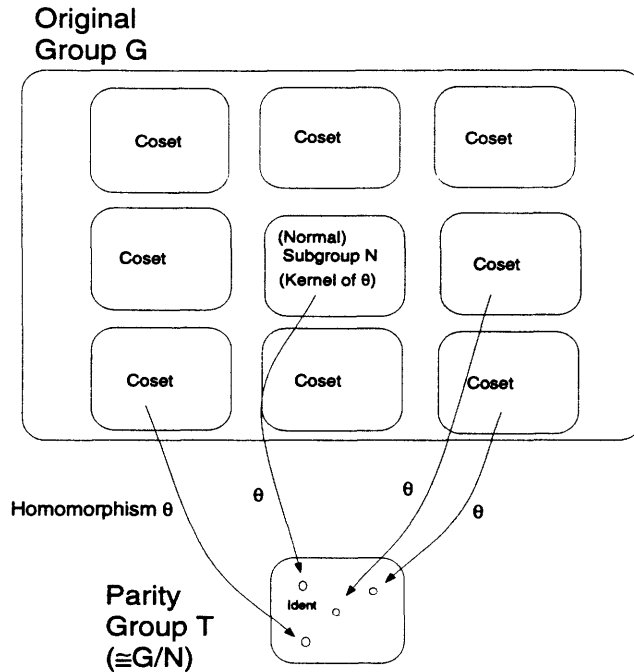 Original
Group G
Coset
Coset
Coset
Coset
(Normal)
Subgroup N
(Kernel of θ)
Coset
Coset
Coset
Coset
Homomorphism θ
θ
θ
θ
Ident
Parity
Group T
(≅G/N)